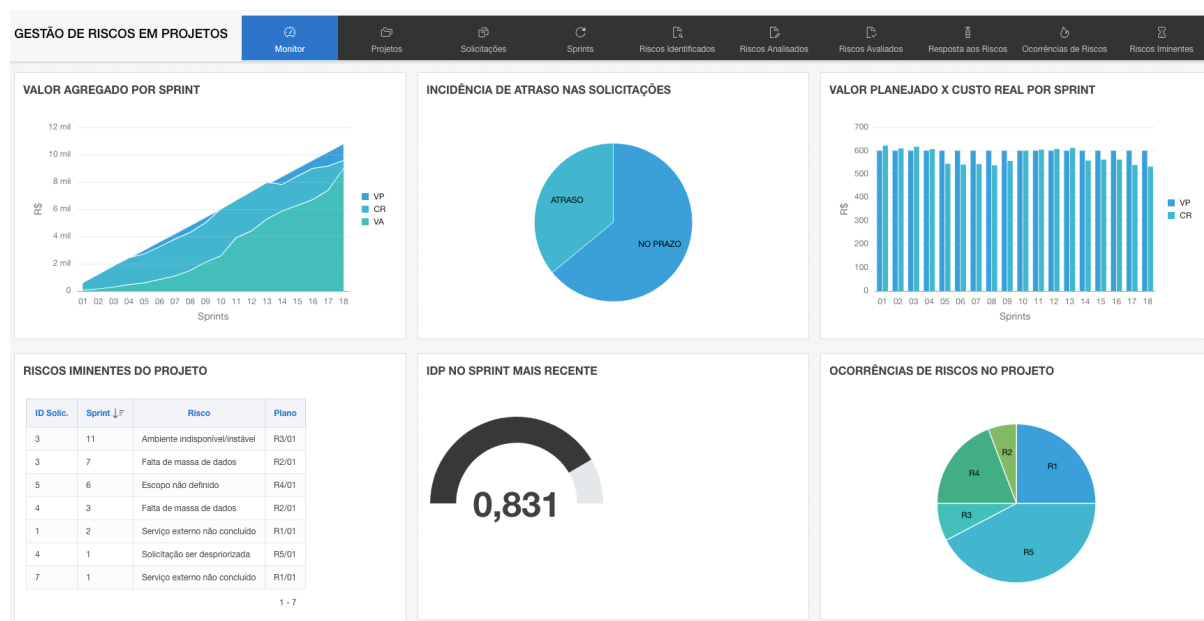 GESTÃO DE RISCOS EM PROJETOS
Monitor
Projetos
Solicitações
Sprints
Riscos Identificados
Riscos Analisados
Riscos Avaliados
Resposta aos Riscos
Ocorrências de Riscos
Riscos Iminentes
VALOR AGREGADO POR SPRINT
12 mil
10 mil
8 mil
6 mil
4 mil
2 mil
0
R$
01 02 03 04 05 06 07 08 09 10 11 12 13 14 15 16 17 18
Sprints
VP
CR
VA
INCIDÊNCIA DE ATRASO NAS SOLICITAÇÕES
ATRASO
NO PRAZO
VALOR PLANEJADO X CUSTO REAL POR SPRINT
700
600
500
400
300
200
100
0
R$
01 02 03 04 05 06 07 08 09 10 11 12 13 14 15 16 17 18
Sprints
VP
CR
RISCOS IMINENTES DO PROJETO
ID Solic. Sprint Risco Plano
3 11 Ambiente indisponível/instável R3/01
3 7 Falta de massa de dados R2/01
5 6 Escopo não definido R4/01
4 3 Falta de massa de dados R2/01
1 2 Serviço externo não concluído R1/01
4 1 Solicitação ser despriorizada R5/01
7 1 Serviço externo não concluído R1/01
1 - 7
IDP NO SPRINT MAIS RECENTE
0,831
OCORRÊNCIAS DE RISCOS NO PROJETO
R2
R1
R4
R3
R5